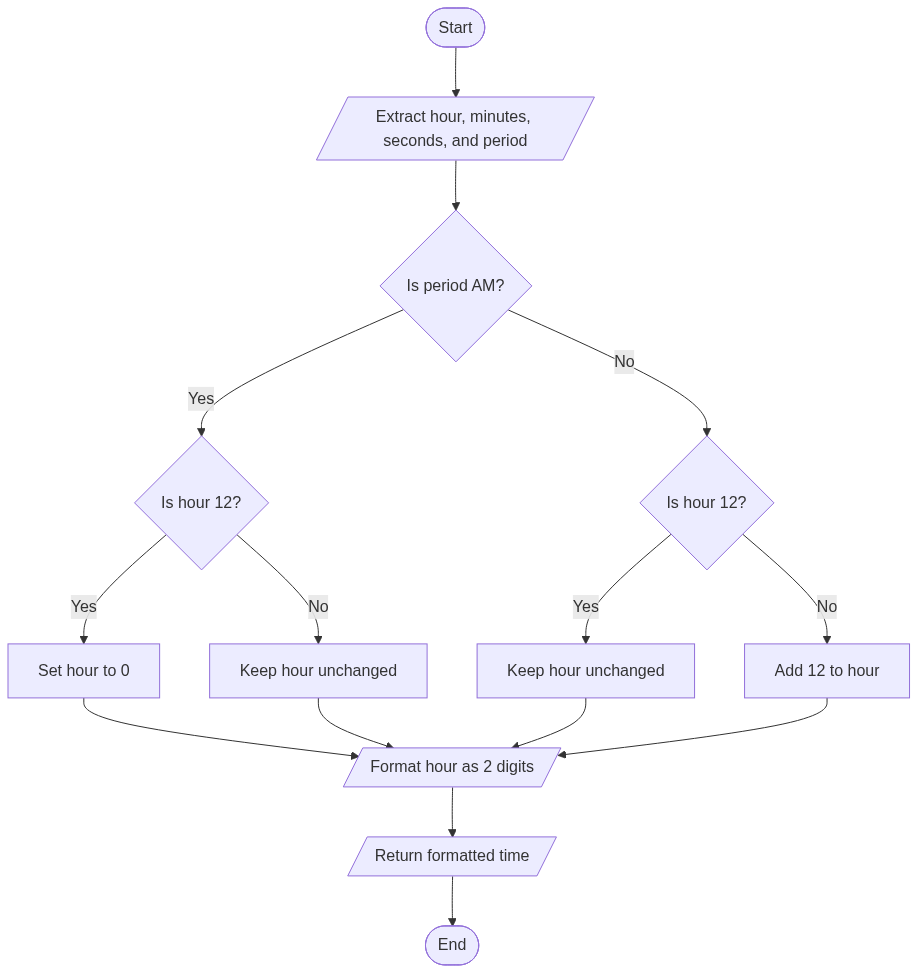 Start
Extract hour, minutes,
seconds, and period
Is period AM?
No
Yes
Is hour 12?
Is hour 12?
Yes
No
Yes
No
Set hour to 0
Keep hour unchanged
Keep hour unchanged
Add 12 to hour
Format hour as 2 digits
Return formatted time
End